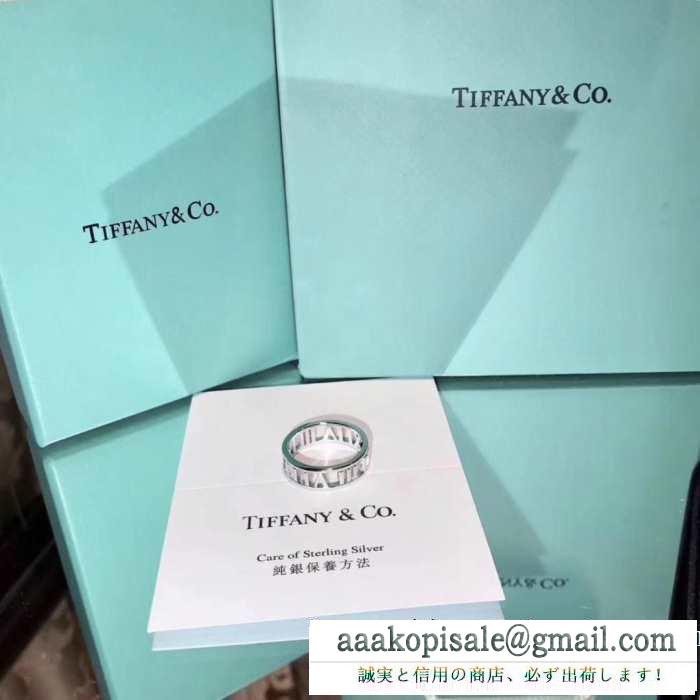 TIFFANY & CO.
TIFFANY & CO.
TIFFANY & CO.
Care of Sterling Silver
純銀保養方法
& CO.
aaakopisale@gmail.com
誠実と信用の商店、必ず出荷します!